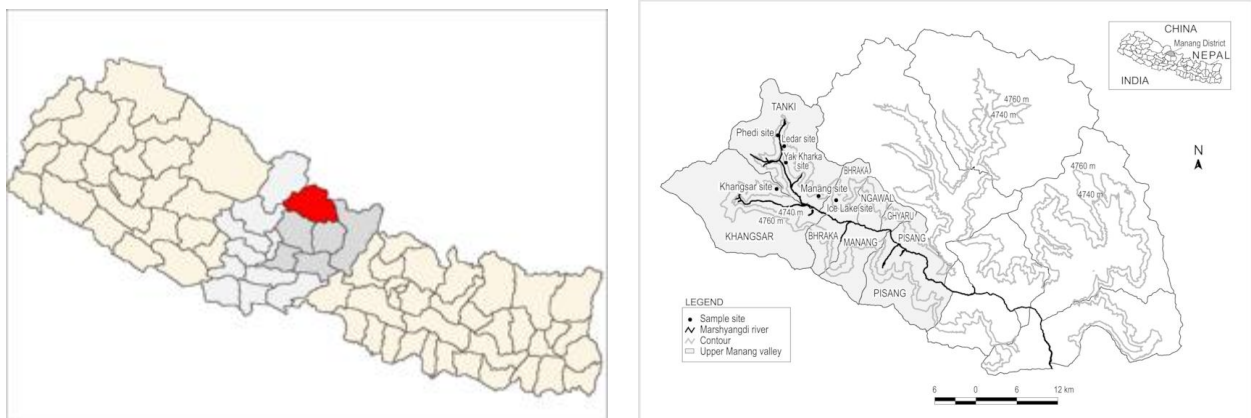 CHINA
Manang District
NEPAL
INDIA
4760 m
4740 m
TANKI
N
Phedi site
Ledar site
4760 m
Yak Kharka
site
BHRAKA
Khangsar site
Manang site
NGAWAL
4740 m
Ice Lake site
4740 m
GHYARU
4760 m
KHANGSAR
BHRAKA
MANANG
PISANG
PISANG
LEGEND
Sample site
Marshyangdi river
Contour
Upper Manang valley
6 0 6 12 km